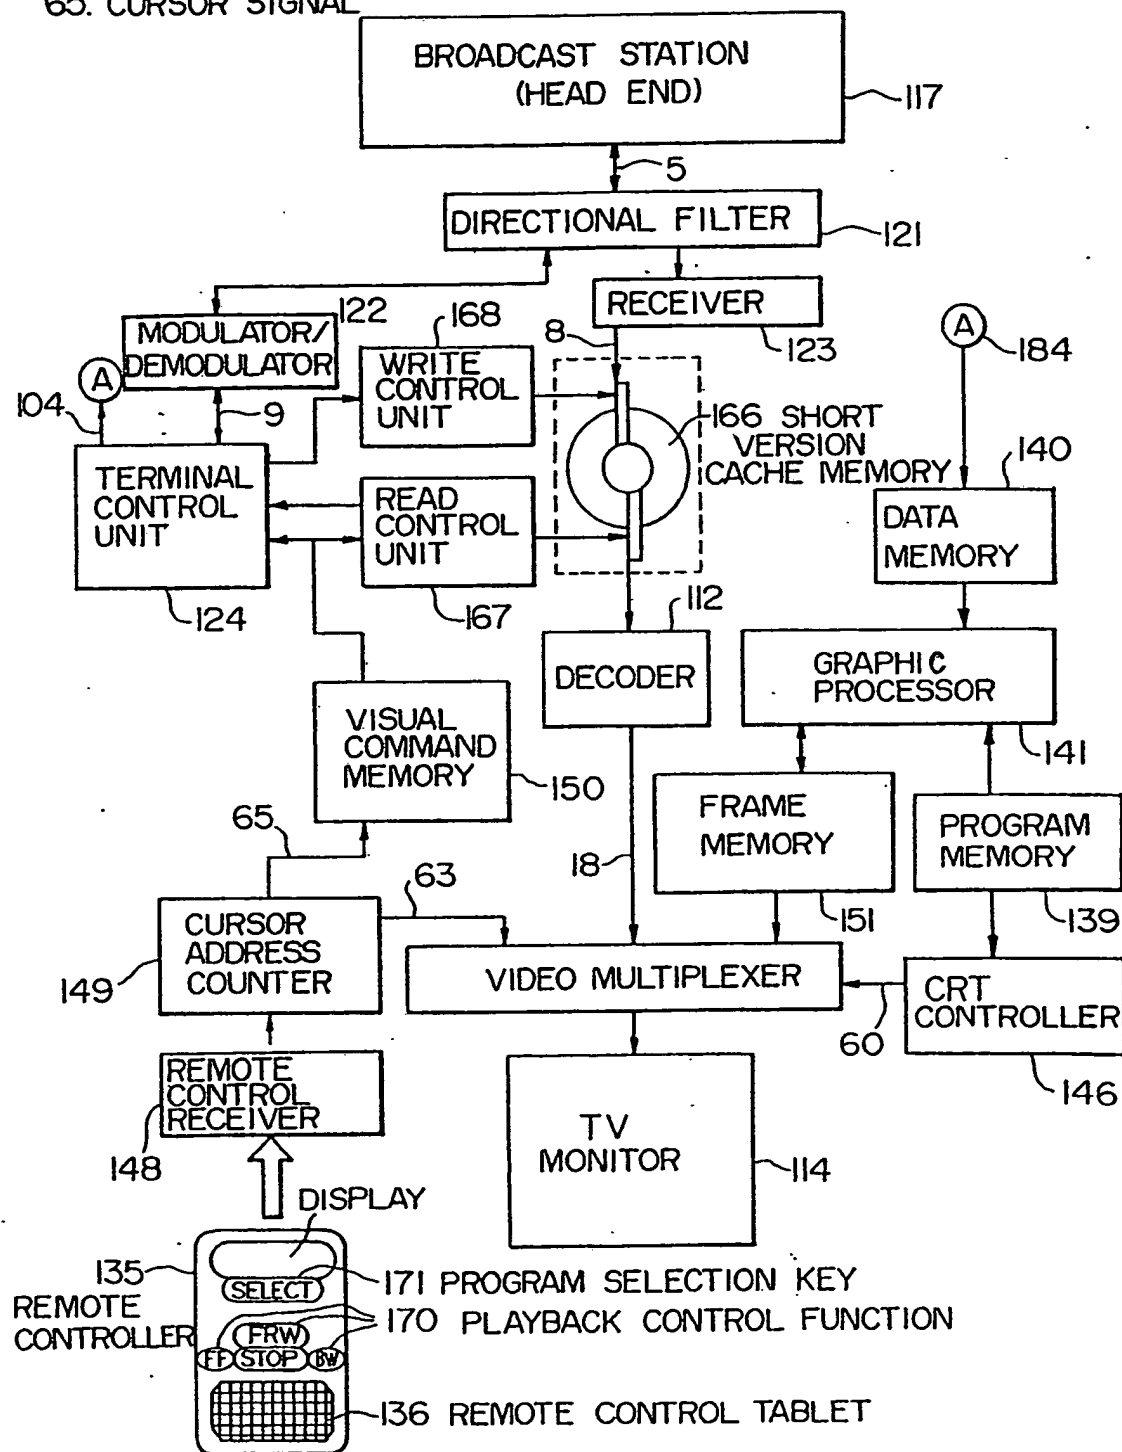 65. CURSOR SIGNAL
BROADCAST STATION
(HEAD END)
117
5
DIRECTIONAL FILTER
121
RECEIVER
123
122
MODULATOR/
DEMODULATOR
168
WRITE
CONTROL
UNIT
8
A
184
A
104
9
166 SHORT
VERSION
CACHE MEMORY
TERMINAL
CONTROL
UNIT
124
READ
CONTROL
UNIT
167
140
DATA
MEMORY
112
DECODER
GRAPHIC
PROCESSOR
141
VISUAL
COMMAND
MEMORY
150
FRAME
MEMORY
151
PROGRAM
MEMORY
139
65
18
63
CURSOR
ADDRESS
COUNTER
149
VIDEO MULTIPLEXER
60
CRT
CONTROLLER
146
REMOTE
CONTROL
RECEIVER
148
TV
MONITOR
114
DISPLAY
135
REMOTE
CONTROLLER
SELECT
171 PROGRAM SELECTION KEY
FRW
FF STOP BW
170 PLAYBACK CONTROL FUNCTION
136 REMOTE CONTROL TABLET